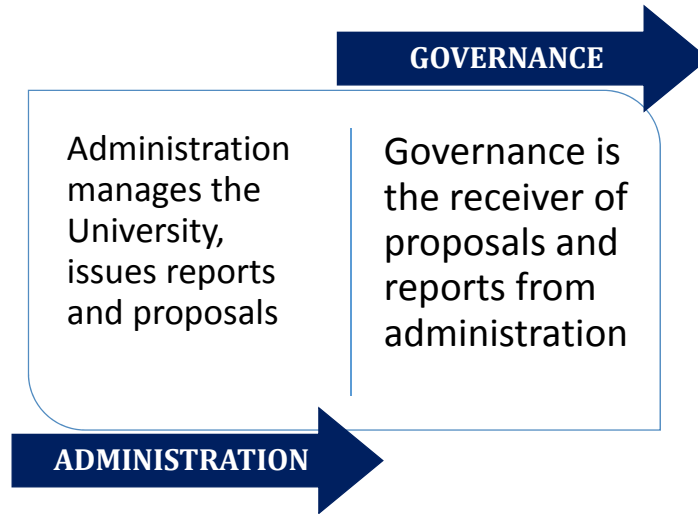 GOVERNANCE
Administration
manages the
University,
issues reports
and proposals
Governance is
the receiver of
proposals and
reports from
administration
ADMINISTRATION